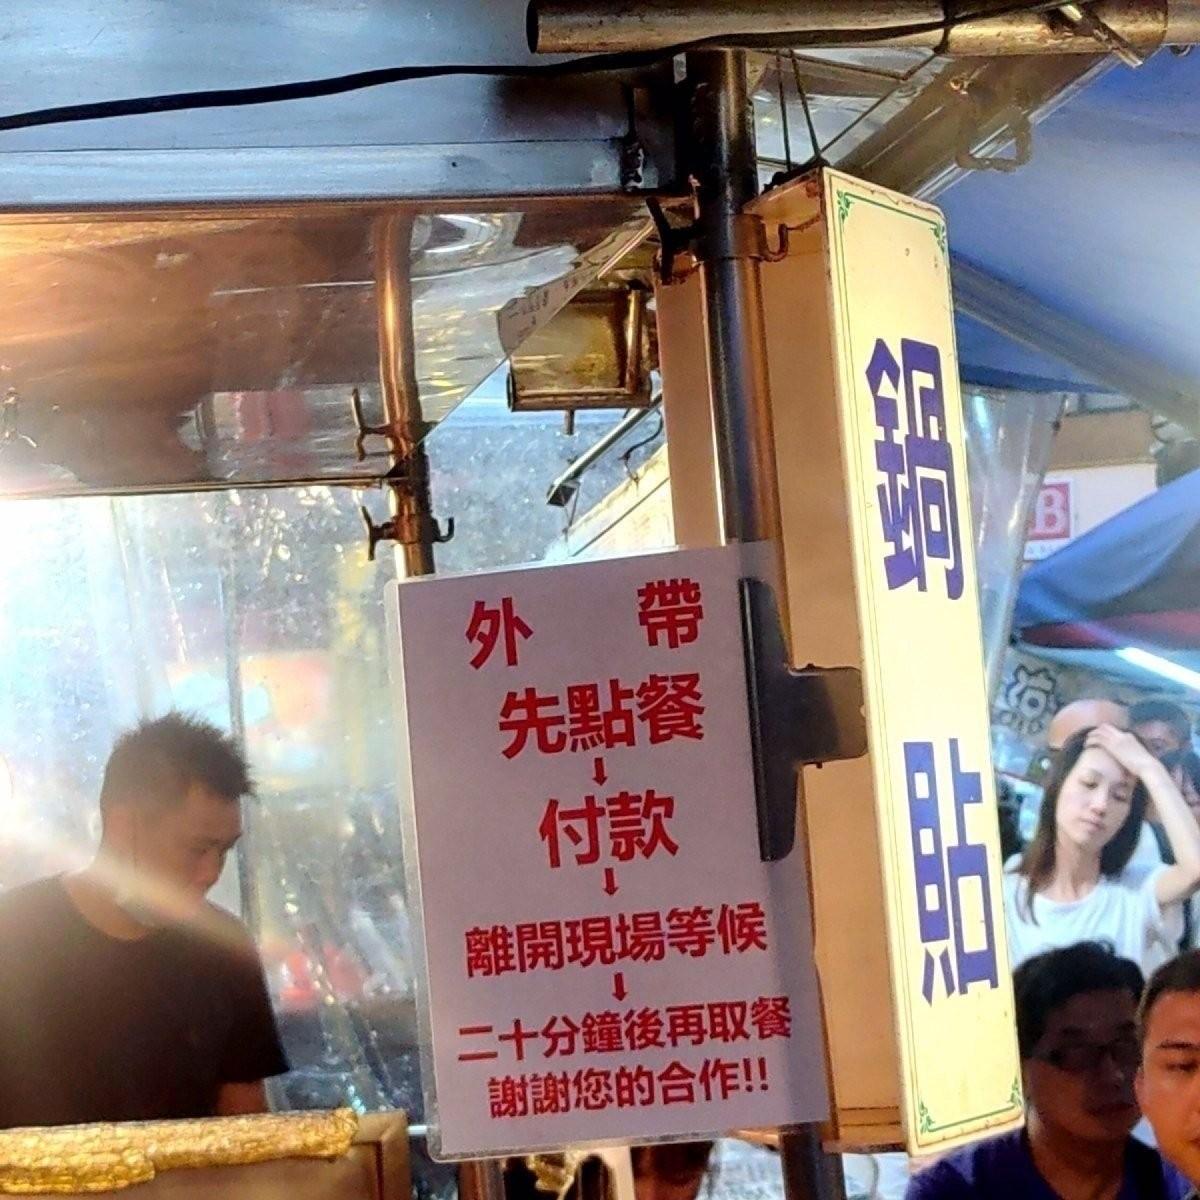 外 帶
先點餐
↓
付款
↓
離開現場等候
↓
二十分鐘後再取餐
謝謝您的合作!!
鍋貼
B